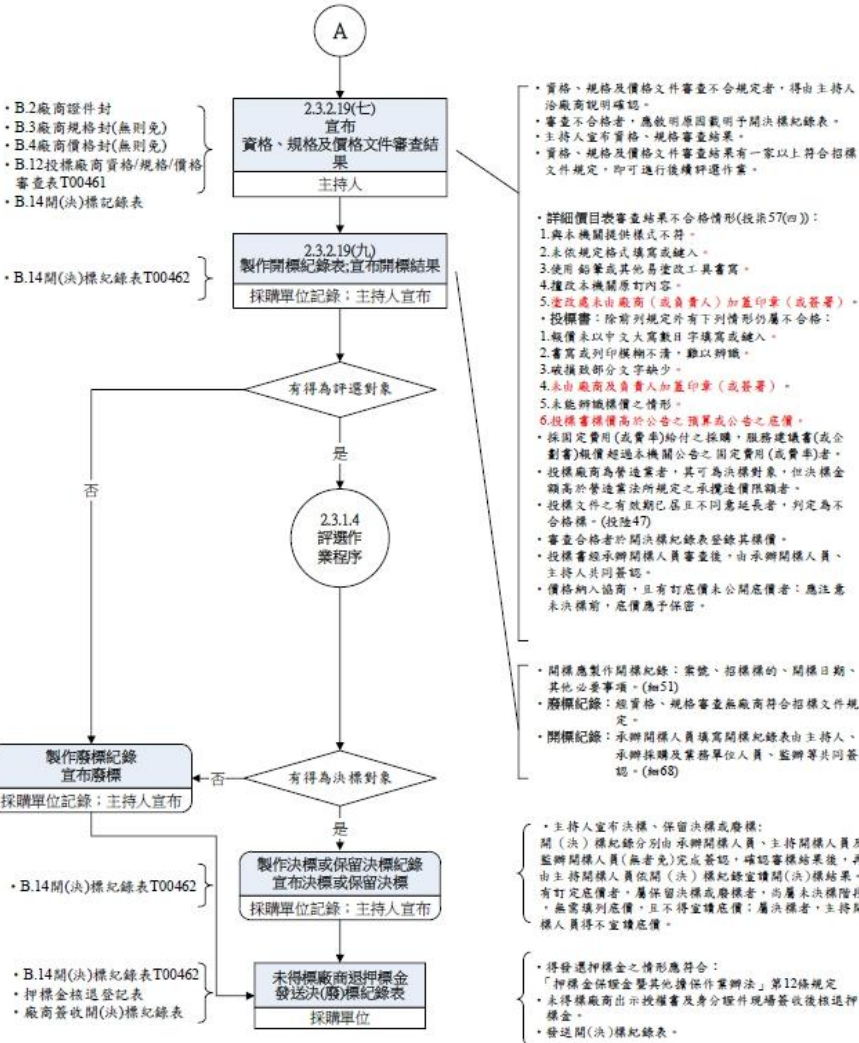 A
・B.2廠商證件封
・B.3廠商規格封(無則免)
・B.4廠商價格封(無則免)
・B.12投標廠商資格/規格/價格
審查表T00461
・B.14開(決)標記錄表
2.3.2.19(七)
宣布
資格、規格及價格文件審查結
果
主持人
・資格、規格及價格文件審查不合規定者，得由主持人
洽廠商說明確認。
・審查不合格者，應敘明原因載明于開決標紀錄表。
・主持人宣布資格、規格審查結果。
・資格、規格及價格文件審查結果有一家以上符合招標
文件規定，即可進行後續評選作業。
・詳細價目表審查結果不合格情形(投柒57(四))：
1.與本機關提供樣式不符。
2.未依規定格式填寫或鍵入。
3.使用鉛筆或其他易塗改工具書寫。
4.擅改本機關原訂內容。
5.塗改處未由廠商（或負責人）加蓋印章（或簽署）。
・投標書：除前列規定外有下列情形仍屬不合格：
1.報價未以中文大寫數目字填寫或鍵入。
2.書寫或列印模糊不清，難以辨識。
3.破損致部分文字缺少。
4.未由廠商及負責人加蓋印章（或簽署）。
5.未能辨識標價之情形。
6.投標書標價高於公告之預算或公告之底價。
・採固定費用(或費率)給付之採購，服務建議書(或企
劃書)報價超過本機關公告之固定費用(或費率)者。
・投標廠商為營造業者，其可為決標對象，但決標金
額高於營造業法所規定之承攬造價限額者。
・投標文件之有效期已屆且不同意延長者，判定為不
合格標。(投陸47)
・審查合格者於開決標紀錄表登錄其標價。
・投標書經承辦開標人員審查後，由承辦開標人員、
主持人共同簽認。
・價格納入協商，且有訂底價未公開底價者：應注意
未決標前，底價應予保密。
・B.14開(決)標紀錄表T00462
2.3.2.19(九)
製作開標紀錄表;宣布開標結果
採購單位記錄；主持人宣布
・開標應製作開標紀錄：案號、招標標的、開標日期、
其他必要事項。(細51)
・廢標紀錄：經資格、規格審查無廠商符合招標文件規
定。
・開標紀錄：承辦開標人員填寫開標紀錄表由主持人、
承辦採購及業務單位人員、監辦等共同簽
認。(細68)
有得為評選對象
是
否
2.3.1.4
評選作
業程序
有得為決標對象
否
是
製作廢標紀錄
宣布廢標
採購單位記錄；主持人宣布
・B.14開(決)標紀錄表T00462
製作決標或保留決標紀錄
宣布決標或保留決標
採購單位記錄；主持人宣布
・主持人宣布決標、保留決標或廢標:
開（決）標紀錄分別由承辦開標人員、主持開標人員及
監辦開標人員(無者免)完成簽認，確認審標結果後，再
由主持開標人員依開（決）標紀錄宣讀開(決)標結果。
有訂定底價者，屬保留決標或廢標者，尚屬未決標階段
，無需填列底價，且不得宣讀底價；屬決標者，主持開
標人員得不宣讀底價。
・B.14開(決)標紀錄表T00462
・押標金核退登記表
・廠商簽收開(決)標紀錄表
未得標廠商退押標金
發送決(廢)標紀錄表
採購單位
・得發還押標金之情形應符合：
「押標金保證金暨其他擔保作業辦法」第12條規定
・未得標廠商出示授權書及身分證件現場簽收後核退押
標金。
・發送開(決)標紀錄表。